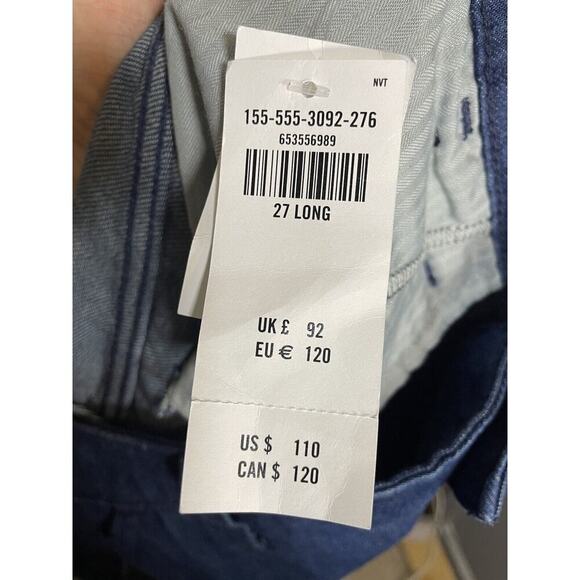 NVT
155-555-3092-276
653556989
27 LONG
UK £ 92
EU € 120
US $ 110
CAN $ 120